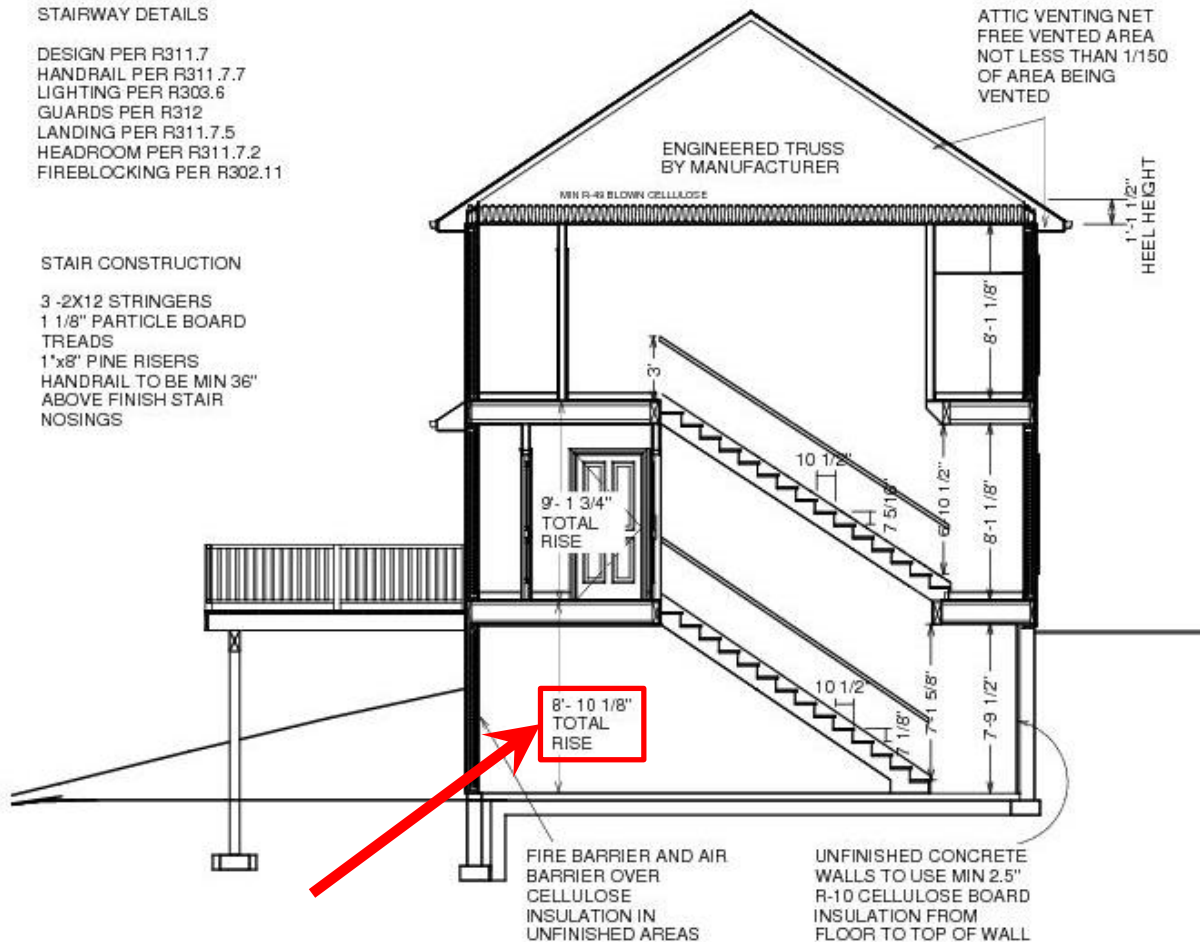 STAIRWAY DETAILS
DESIGN PER R311.7
HANDRAIL PER R311.7.7
LIGHTING PER R303.6
GUARDS PER R312
LANDING PER R311.7.5
HEADROOM PER R311.7.2
FIREBLOCKING PER R302.11
ATTIC VENTING NET
FREE VENTED AREA
NOT LESS THAN 1/150
OF AREA BEING
VENTED
ENGINEERED TRUSS
BY MANUFACTURER
MIN R-49 BLOWN CELLULOSE
1'-1 1/2"
HEEL HEIGHT
STAIR CONSTRUCTION
3 -2X12 STRINGERS
1 1/8" PARTICLE BOARD
TREADS
1"x8" PINE RISERS
HANDRAIL TO BE MIN 36"
ABOVE FINISH STAIR
NOSINGS
8'-1 1/8"
3'
10 1/2"
7 5/16"
10 1/2"
8'-1 1/8"
9'- 1 3/4"
TOTAL
RISE
8'- 10 1/8"
TOTAL
RISE
10 1/2"
7 1/8"
1 5/8"
7'-9 1/2"
FIRE BARRIER AND AIR
BARRIER OVER
CELLULOSE
INSULATION IN
UNFINISHED AREAS
UNFINISHED CONCRETE
WALLS TO USE MIN 2.5"
R-10 CELLULOSE BOARD
INSULATION FROM
FLOOR TO TOP OF WALL